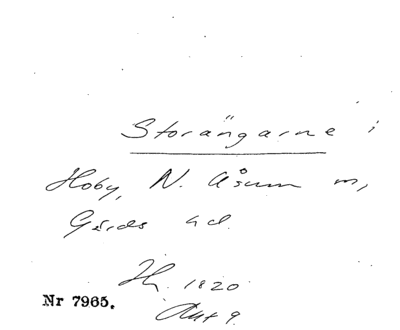 Storängarne i
Hoby, N. Åsum m,
Gärds hd.
1820
Nr 7965.
Akt 9.